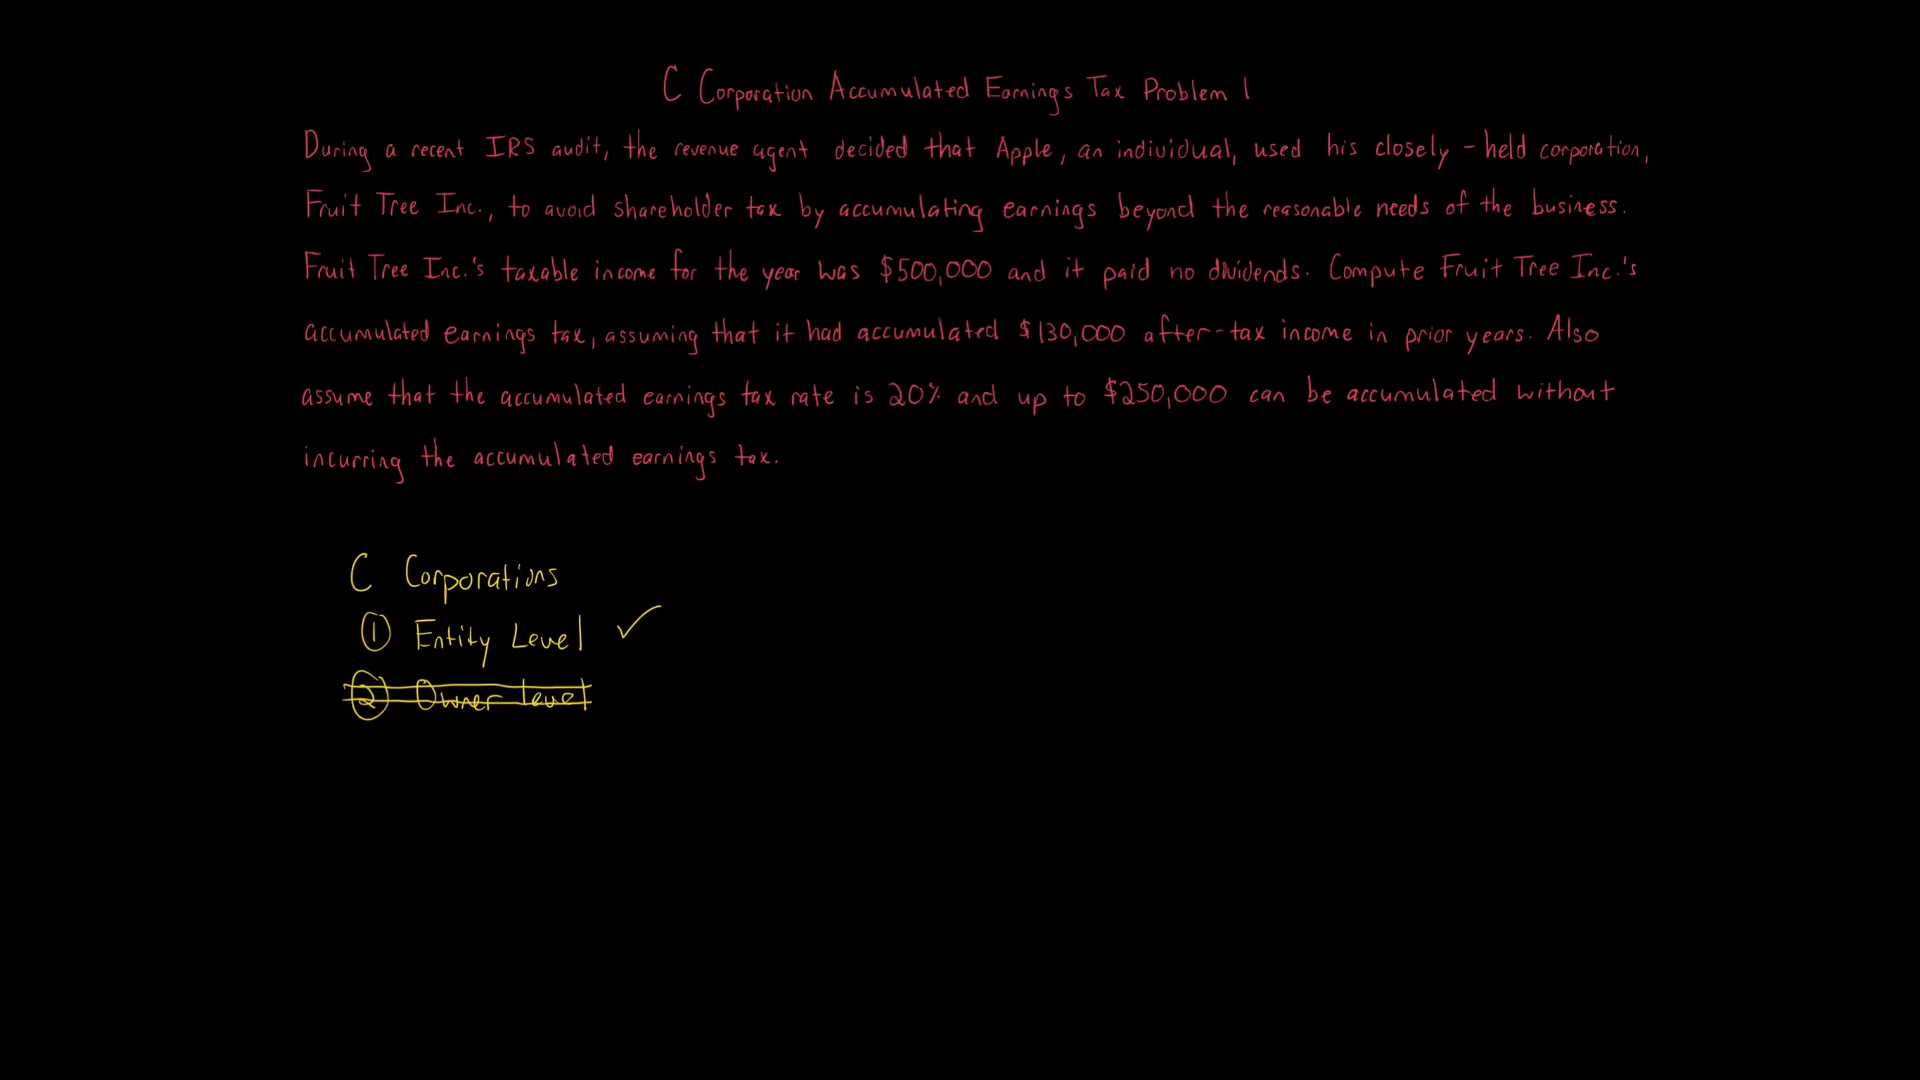 C Corporation Accumulated Earnings Tax Problem 1
During a recent IRS audit, the revenue agent decided that Apple, an individual, used his closely-held corporation,
Fruit Tree Inc., to avoid shareholder tax by accumulating earnings beyond the reasonable needs of the business.
Fruit Tree Inc.'s taxable income for the year was $500,000 and it paid no dividends. Compute Fruit Tree Inc.'s
accumulated earnings tax, assuming that it had accumulated $130,000 after-tax income in prior years. Also
assume that the accumulated earnings tax rate is 20% and up to $250,000 can be accumulated without
incurring the accumulated earnings tax.
C Corporations
① Entity Level ✓
② Owner level